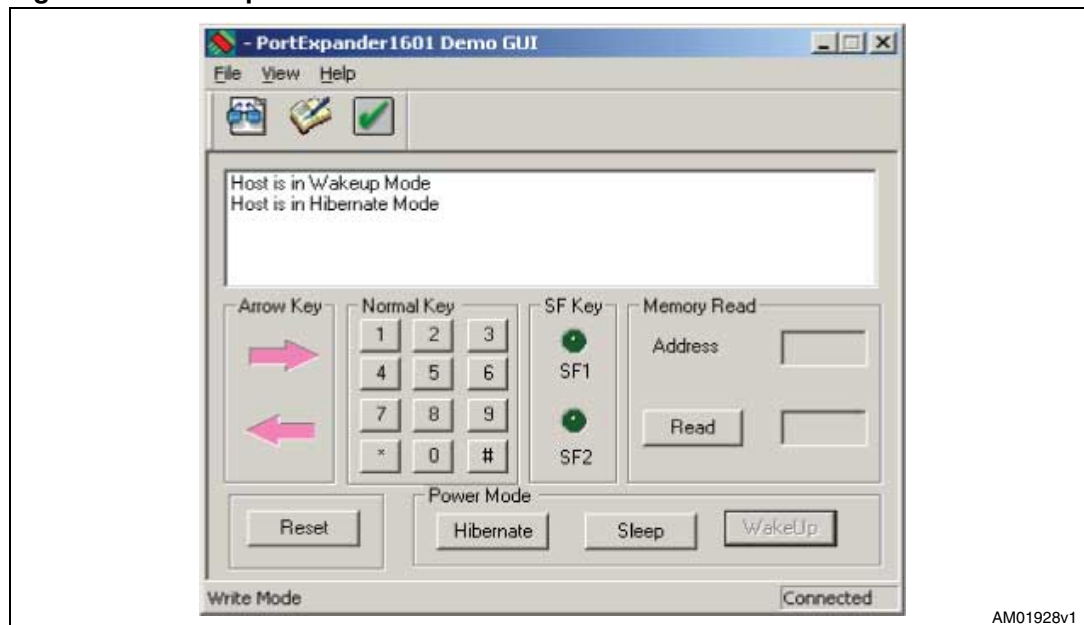 - PortExpander1601 Demo GUI
File View Help
Host is in Wakeup Mode
Host is in Hibernate Mode
Arrow Key
Normal Key
1 2 3
4 5 6
7 8 9
* 0 #
SF Key
SF1
SF2
Memory Read
Address
Read
Reset
Power Mode
Hibernate Sleep WakeUp
Write Mode
Connected
AM01928v1